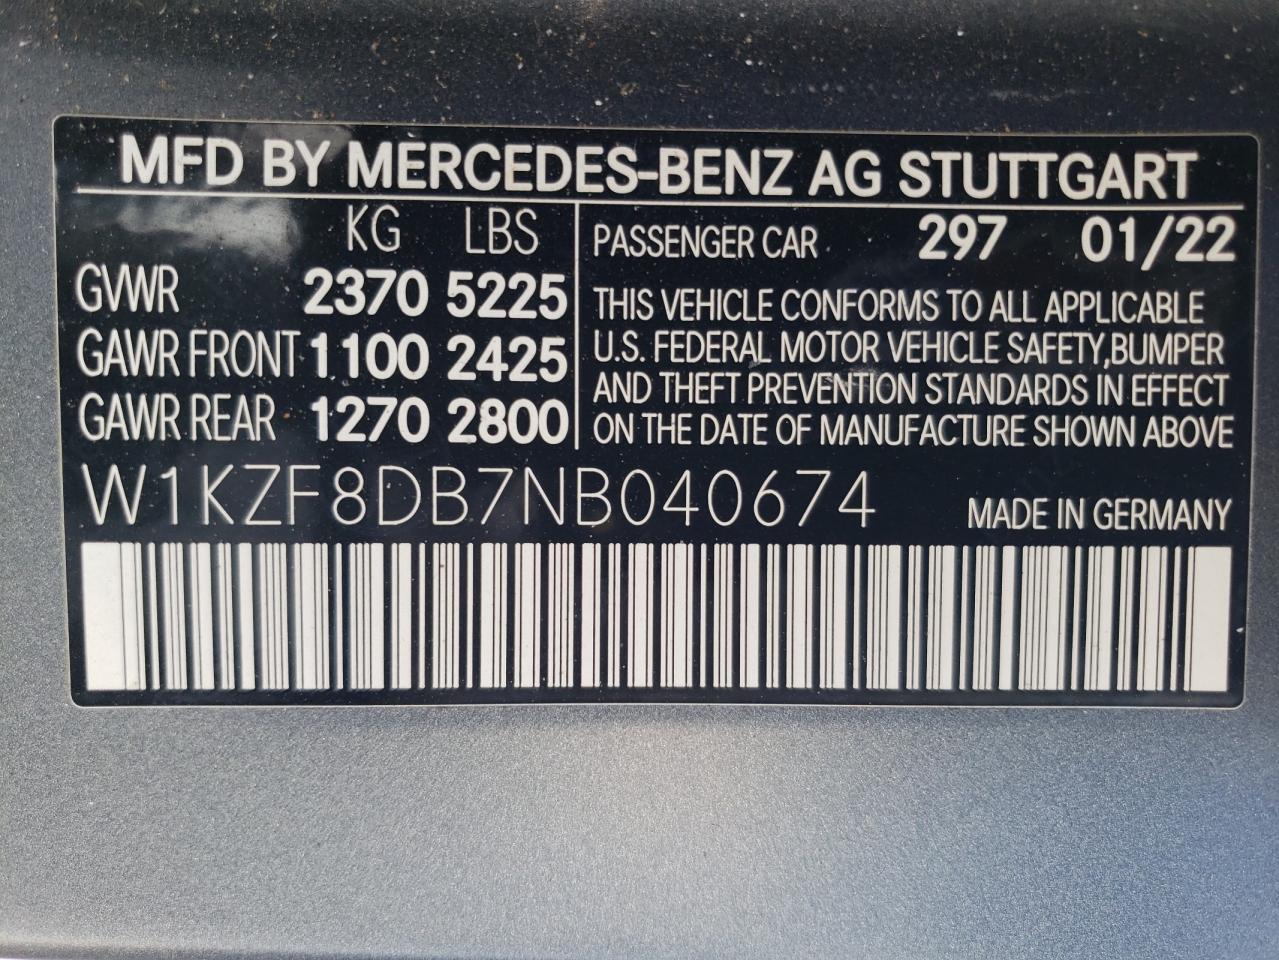 MFD BY MERCEDES-BENZ AG STUTTGART
KG LBS
GVWR 2370 5225
GAWR FRONT 1100 2425
GAWR REAR 1270 2800
PASSENGER CAR 297 01/22
THIS VEHICLE CONFORMS TO ALL APPLICABLE
U.S. FEDERAL MOTOR VEHICLE SAFETY,BUMPER
AND THEFT PREVENTION STANDARDS IN EFFECT
ON THE DATE OF MANUFACTURE SHOWN ABOVE
W1KZF8DB7NB040674
MADE IN GERMANY